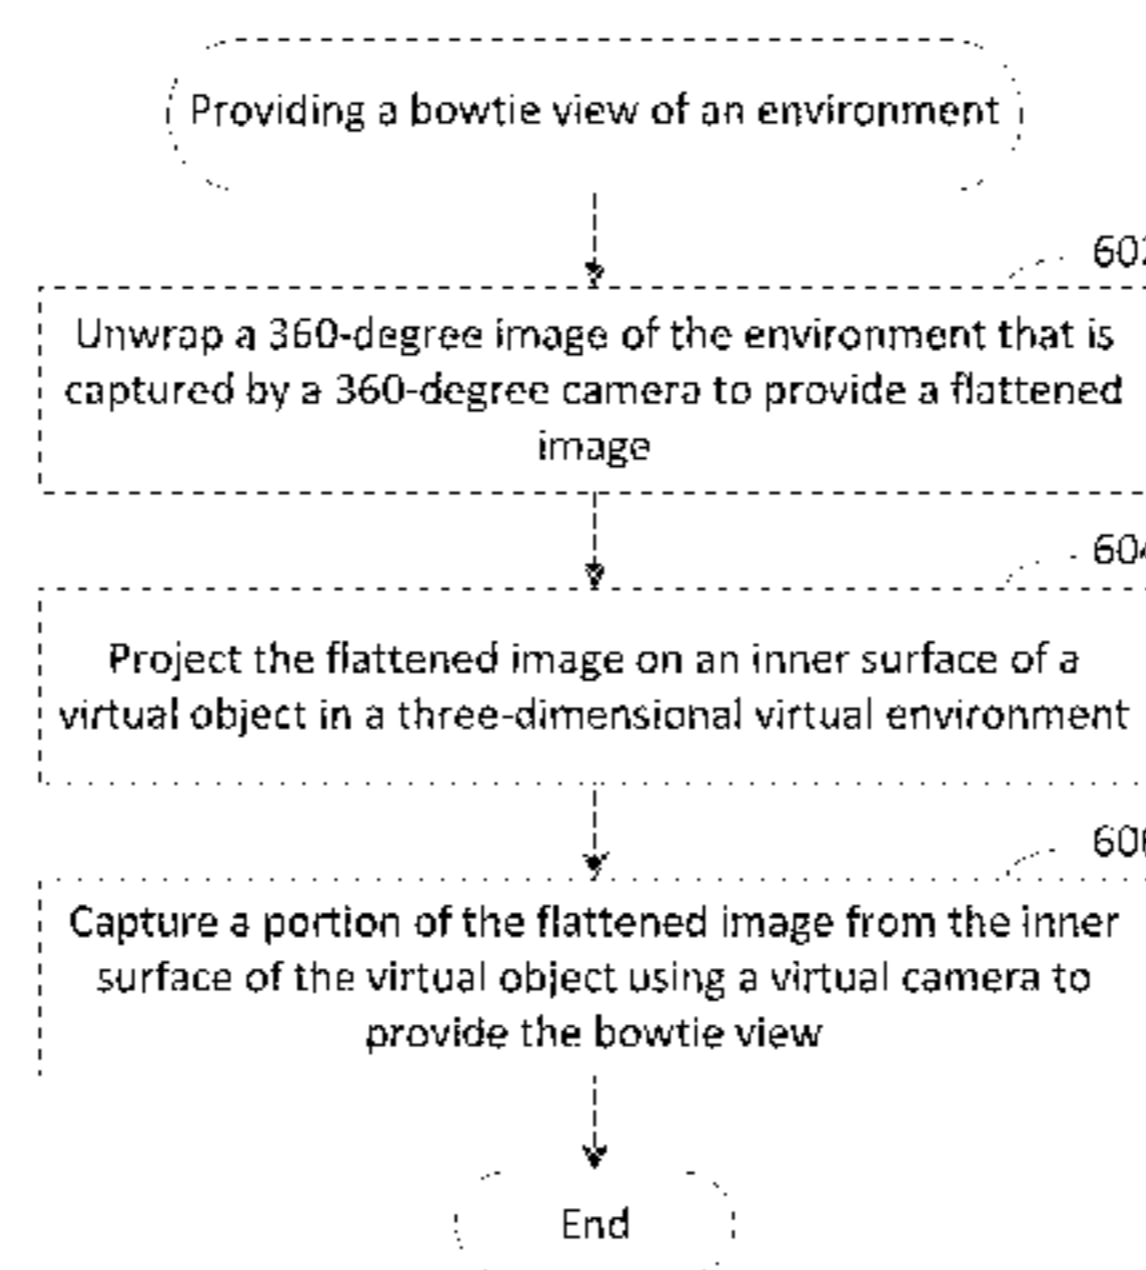 Providing a bowtie view of an environment
Unwrap a 360-degree image of the environment that is
captured by a 360-degree camera to provide a flattened
image
Project the flattened image on an inner surface of a
virtual object in a three-dimensional virtual environment
Capture a portion of the flattened image from the inner
surface of the virtual object using a virtual camera to
provide the bowtie view
End